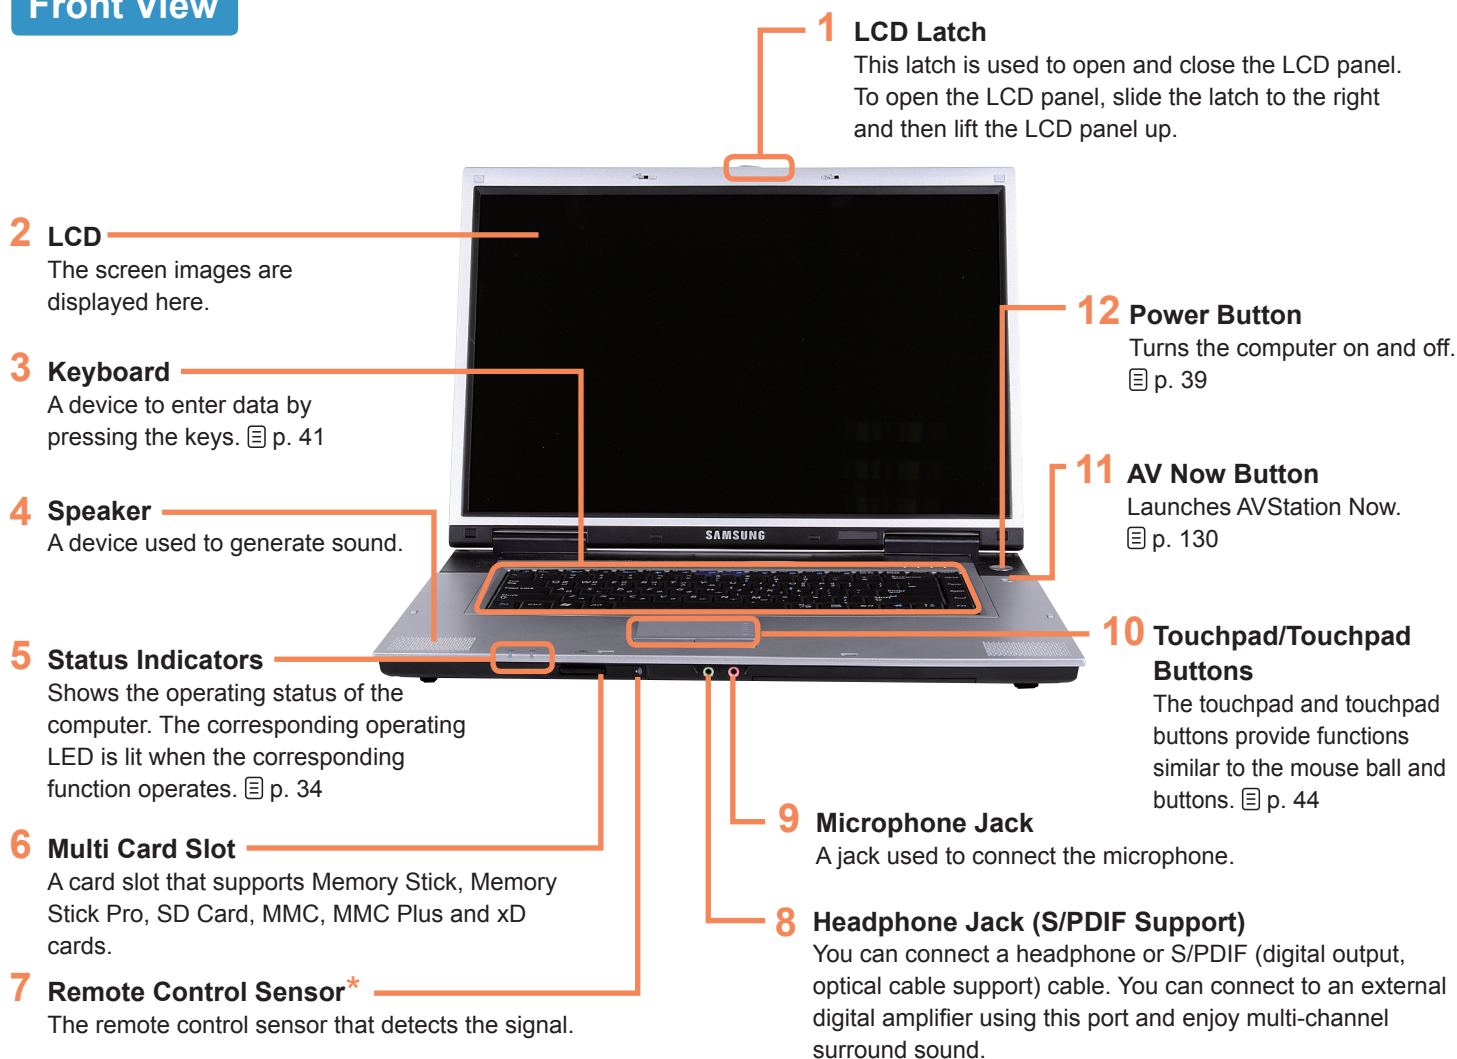 Front View
1 LCD Latch
This latch is used to open and close the LCD panel.
To open the LCD panel, slide the latch to the right
and then lift the LCD panel up.
2 LCD
The screen images are
displayed here.
3 Keyboard
A device to enter data by
pressing the keys. p. 41
4 Speaker
A device used to generate sound.
5 Status Indicators
Shows the operating status of the
computer. The corresponding operating
LED is lit when the corresponding
function operates. p. 34
6 Multi Card Slot
A card slot that supports Memory Stick, Memory
Stick Pro, SD Card, MMC, MMC Plus and xD
cards.
7 Remote Control Sensor*
The remote control sensor that detects the signal.
SAMSUNG
12 Power Button
Turns the computer on and off.
p. 39
11 AV Now Button
Launches AVStation Now.
p. 130
10 Touchpad/Touchpad
Buttons
The touchpad and touchpad
buttons provide functions
similar to the mouse ball and
buttons. p. 44
9 Microphone Jack
A jack used to connect the microphone.
8 Headphone Jack (S/PDIF Support)
You can connect a headphone or S/PDIF (digital output,
optical cable support) cable. You can connect to an external
digital amplifier using this port and enjoy multi-channel
surround sound.